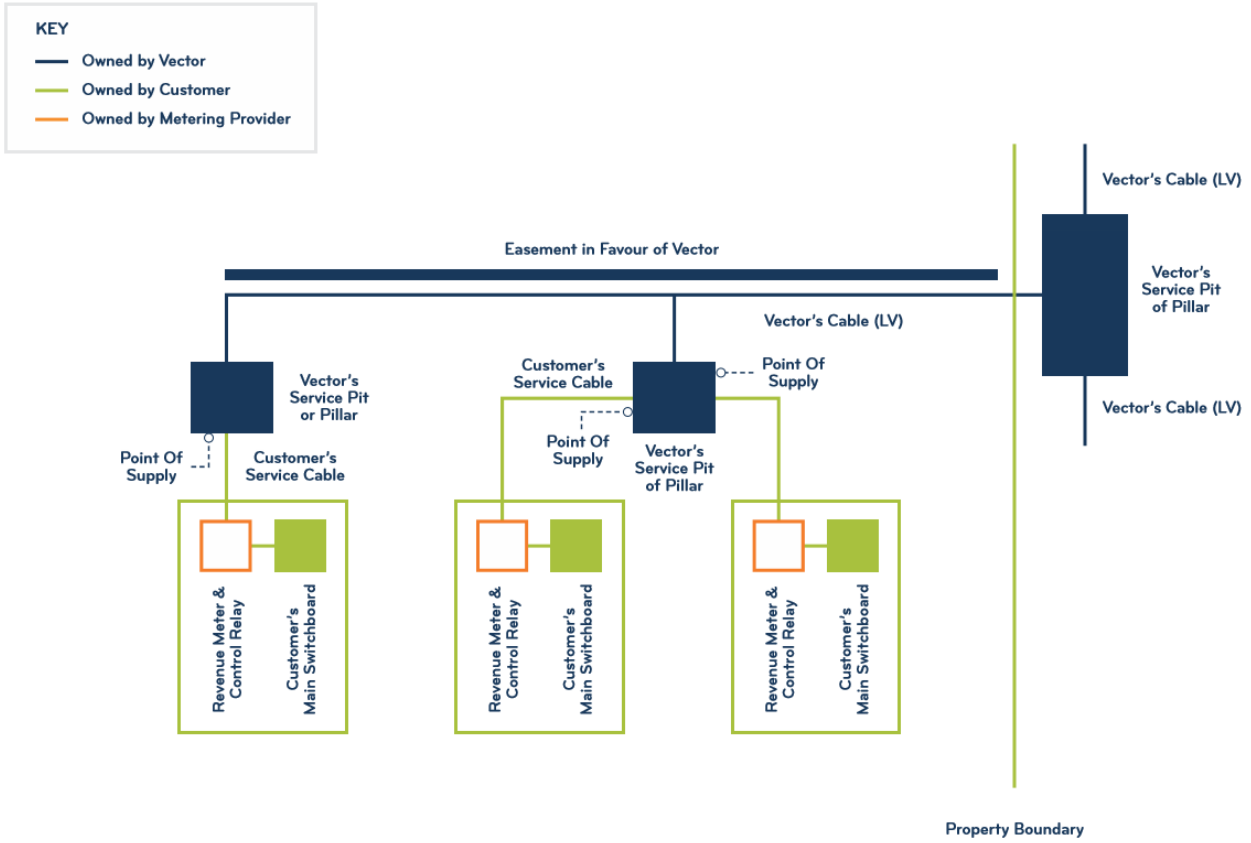 KEY
Owned by Vector
Owned by Customer
Owned by Metering Provider
Vector's Cable (LV)
Easement in Favour of Vector
Vector's
Service Pit
of Pillar
Vector's Cable (LV)
Customer's
Service Cable
Point Of
Supply
Vector's
Service Pit
or Pillar
Vector's Cable (LV)
Point Of
Supply
Vector's
Service Pit
of Pillar
Point Of
Supply
Customer's
Service Cable
Revenue Meter &
Control Relay
Customer's
Main Switchboard
Revenue Meter &
Control Relay
Customer's
Main Switchboard
Revenue Meter &
Control Relay
Customer's
Main Switchboard
Property Boundary